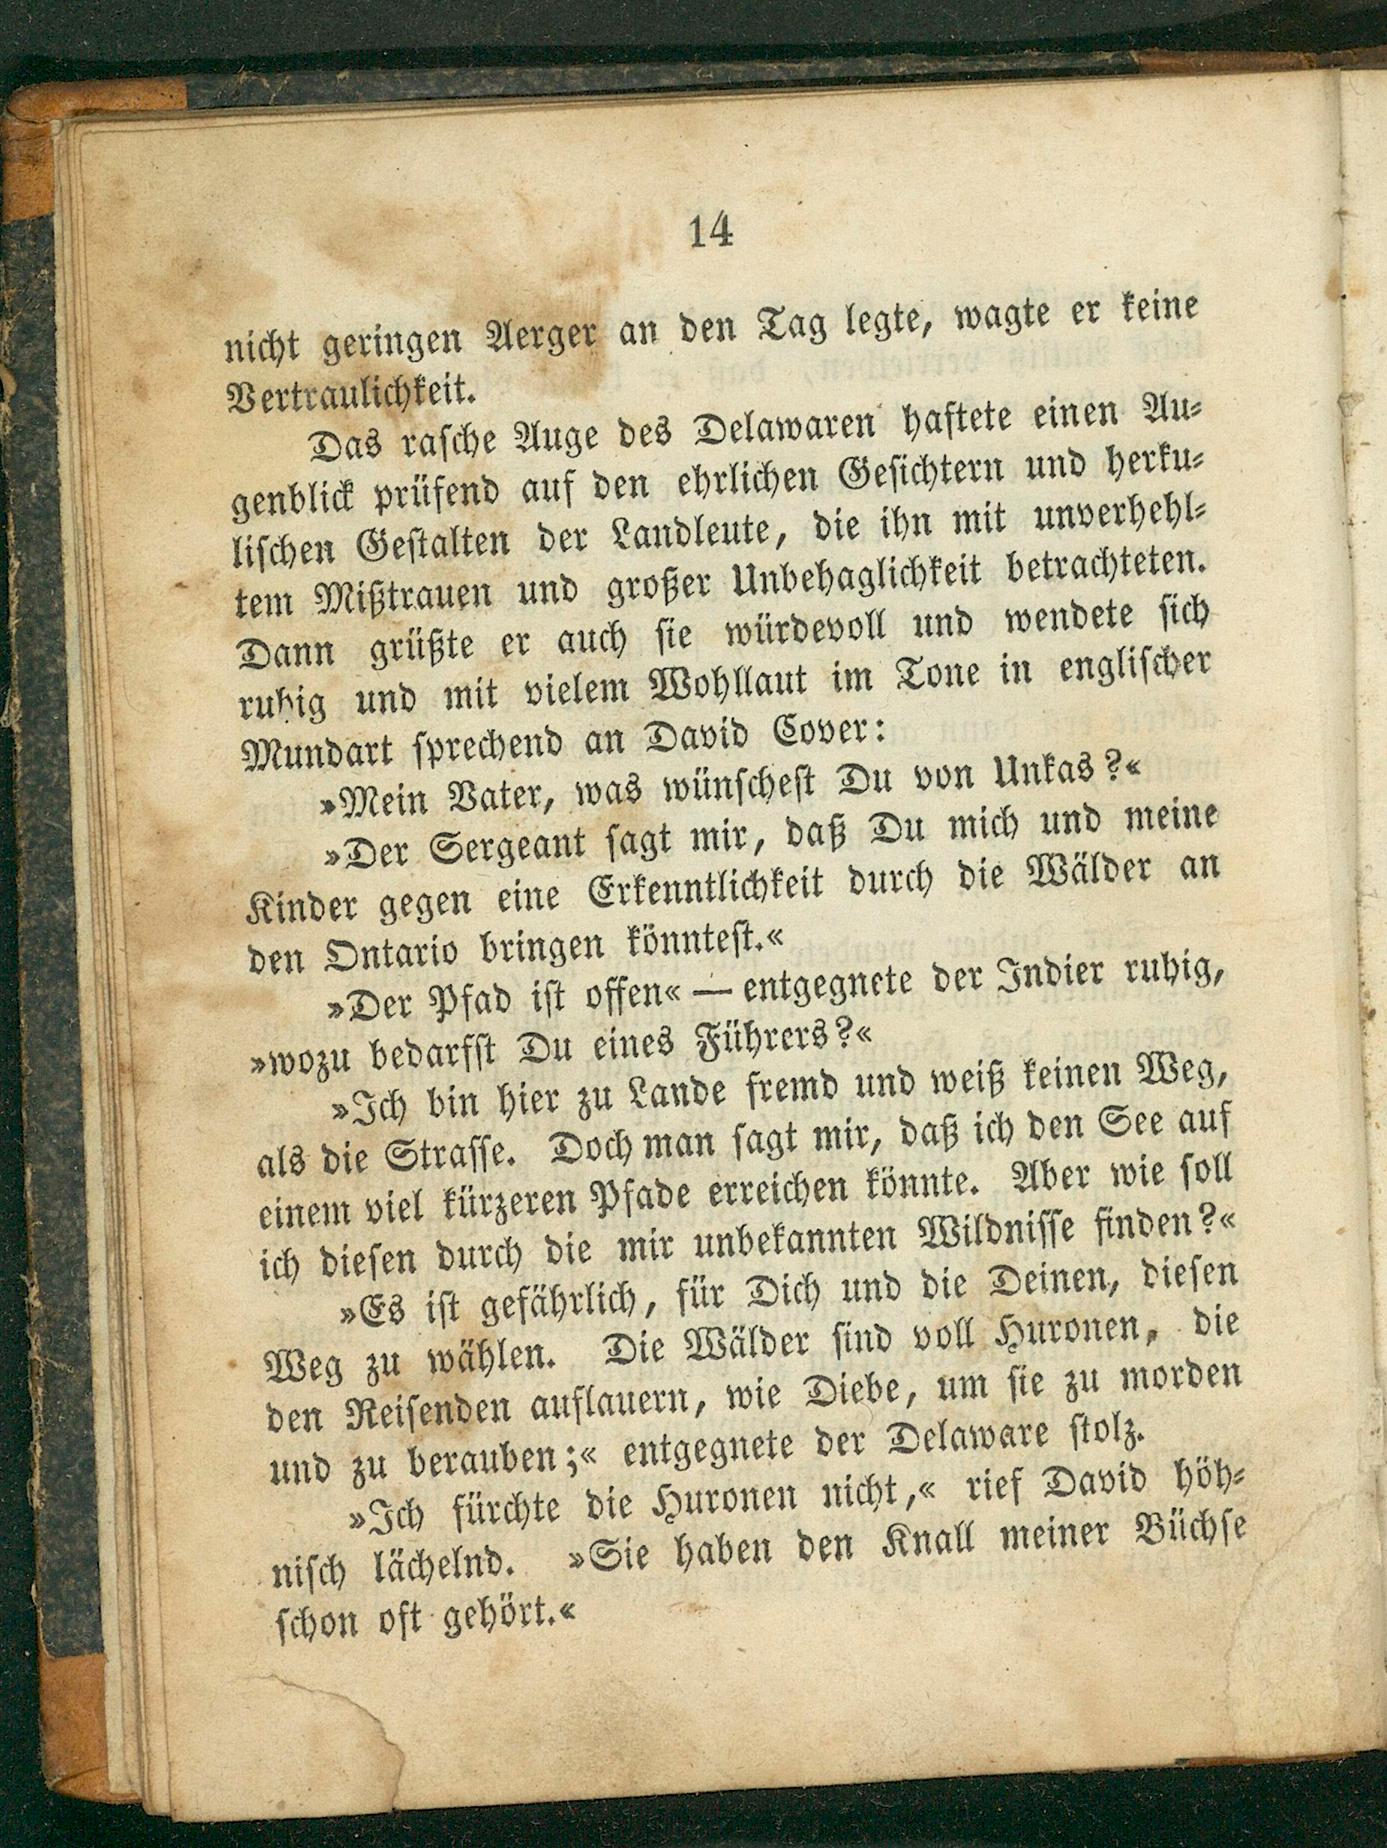 14
nicht geringen Aerger an den Tag legte, wagte er keine
Vertraulichkeit.
Das rasche Auge des Delawaren haftete einen Au-
genblick prüfend auf den ehrlichen Gesichtern und herku-
lischen Gestalten der Landleute, die ihn mit unverhehl-
tem Mißtrauen und großer Unbehaglichkeit betrachteten.
Dann grüßte er auch sie würdevoll und wendete sich
ruhig und mit vielem Wohllaut im Tone in englischer
Mundart sprechend an David Cover:
»Mein Vater, was wünschest Du von Unkas?«
»Der Sergeant sagt mir, daß Du mich und meine
Kinder gegen eine Erkenntlichkeit durch die Wälder an
den Ontario bringen könntest.«
»Der Pfad ist offen« — entgegnete der Indier ruhig,
»wozu bedarfst Du eines Führers?«
»Ich bin hier zu Lande fremd und weiß keinen Weg,
als die Strasse. Doch man sagt mir, daß ich den See auf
einem viel kürzeren Pfade erreichen könnte. Aber wie soll
ich diesen durch die mir unbekannten Wildnisse finden?«
»Es ist gefährlich, für Dich und die Deinen, diesen
Weg zu wählen. Die Wälder sind voll Huronen, die
den Reisenden auflauern, wie Diebe, um sie zu morden
und zu berauben;« entgegnete der Delaware stolz.
»Ich fürchte die Huronen nicht,« rief David höh-
nisch lächelnd. »Sie haben den Knall meiner Büchse
schon oft gehört.«